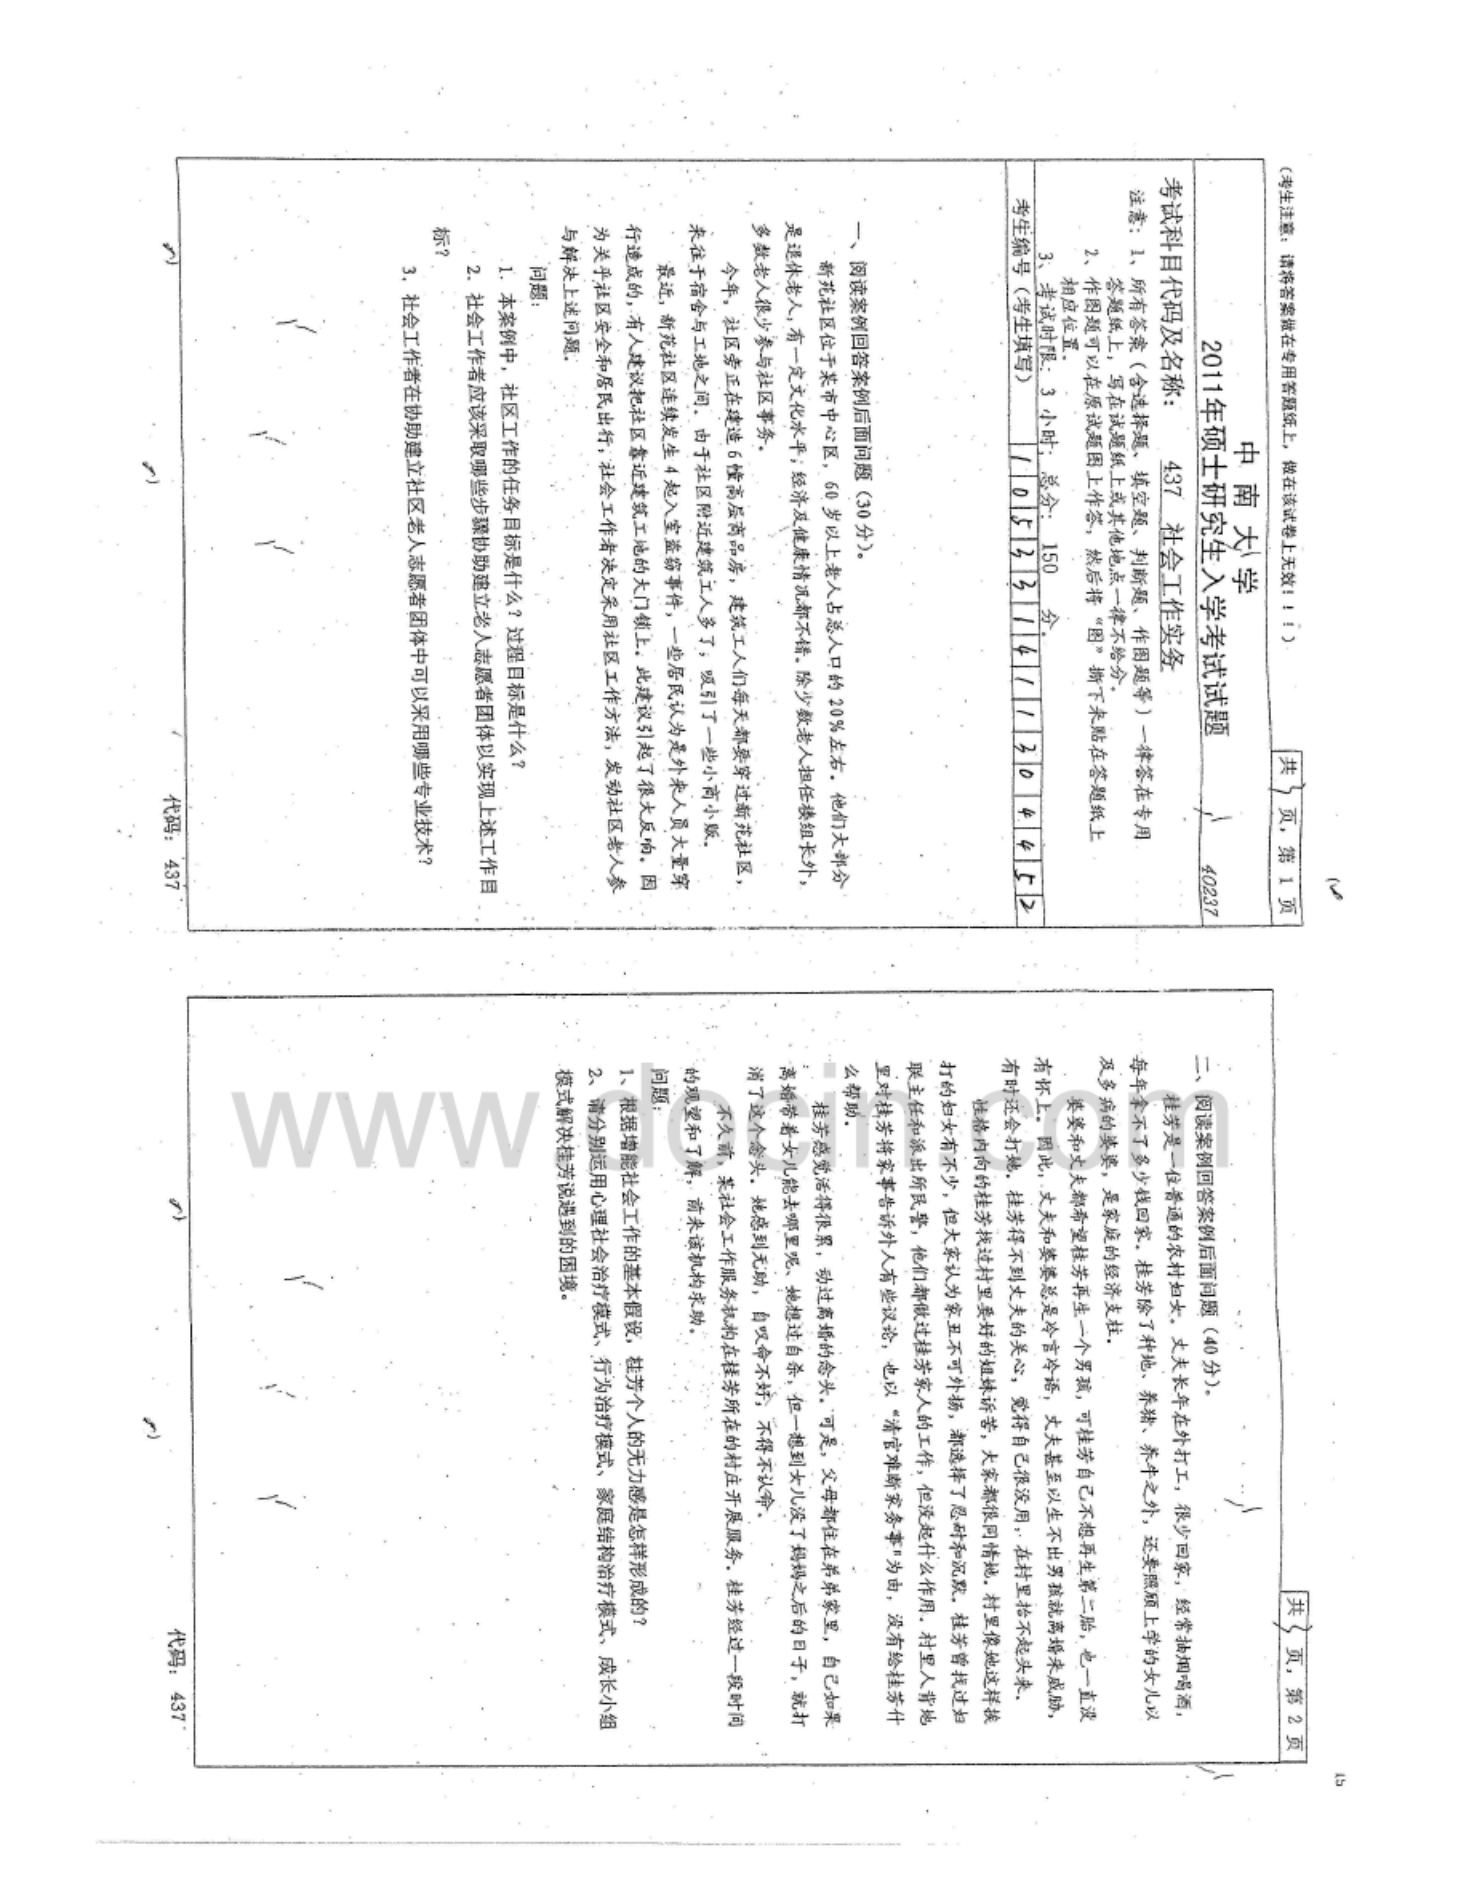 (考生注意：请将答案做在专用答题纸上，做在该试卷上无效！！！)
共 页，第 1 页
中南大学
2011年硕士研究生入学考试试题
40237
考试科目代码及名称： 437 社会工作实务
注意：1、所有答案（含选择题、填空题、判断题、作图题等）一律答在专用
答题纸上，写在试题纸上或其他地点一律不给分。
2、作图题可以在原试题图上作答，然后将“图”撕下来贴在答题纸上
相应位置。
3、考试时限：3 小时；总分：150 分。
考生编号（考生填写） 105331411304452
一、阅读案例回答案例后面问题（30分）。
新苑社区位于某市中心区，60岁以上老人占总人口的20%左右。他们大部分
是退休老人，有一定文化水平；经济及健康情况都不错。除少数老人担任楼组长外，
多数老人很少参与社区事务。
今年，社区旁正在建造6幢高层商品房，建筑工人们每天都要穿过新苑社区，
来往于宿舍与工地之间。由于社区附近建筑工人多了，吸引了一些小商小贩。
最近，新苑社区连续发生4起入室盗窃事件，一些居民认为是外来人员大量穿
行造成的，有人建议把社区靠近建筑工地的大门锁上。此建议引起了很大反响。因
为关乎社区安全和居民出行，社会工作者决定采用社区工作方法，发动社区老人参
与解决上述问题。
问题：
1．本案例中，社区工作的任务目标是什么？过程目标是什么？
2．社会工作者应该采取哪些步骤协助建立老人志愿者团体以实现上述工作目
标？
3．社会工作者在协助建立社区老人志愿者团体中可以采用哪些专业技术？
代码：437
共 页，第 2 页
二、阅读案例回答案例后面问题（40分）。
桂芳是一位普通的农村妇女。丈夫长年在外打工，很少回家，经常抽烟喝酒，
每年拿不了多少钱回家。桂芳除了种地、养猪、养牛之外，还要照顾上学的女儿以
及多病的婆婆，是家庭的经济支柱。
婆婆和丈夫都希望桂芳再生一个男孩，可桂芳自己不想再生第二胎，也一直没
有怀上。因此，丈夫和婆婆总是冷言冷语，丈夫甚至以生不出男孩就离婚来威胁，
有时还会打她。桂芳得不到丈夫的关心，觉得自己很没用，在村里抬不起头来。
性格内向的桂芳找过村里要好的姐妹诉苦，大家都很同情她。村里像她这样挨
打的妇女有不少，但大家认为家丑不可外扬，都选择了忍耐和沉默。桂芳曾找过妇
联主任和派出所民警，他们都做过桂芳家人的工作，但没起什么作用。村里人背地
里对桂芳将家事告诉外人有些议论，也以“清官难断家务事”为由，没有给桂芳什
么帮助。
桂芳感觉活得很累，动过离婚的念头。可是，父母都住在弟弟家里，自己如果
离婚带着女儿能去哪里呢、她想过自杀，但一想到女儿没了妈妈之后的日子，就打
消了这个念头。她感到无助，自叹命不好，不得不认命。
不久前，某社会工作服务机构在桂芳所在的村庄开展服务。桂芳经过一段时间
的观望和了解，前来该机构求助。
问题：
1、根据增能社会工作的基本假设，桂芳个人的无力感是怎样形成的？
2、请分别运用心理社会治疗模式、行为治疗模式、家庭结构治疗模式、成长小组
模式解决桂芳说遇到的困境。
代码：437
15
www.docin.com